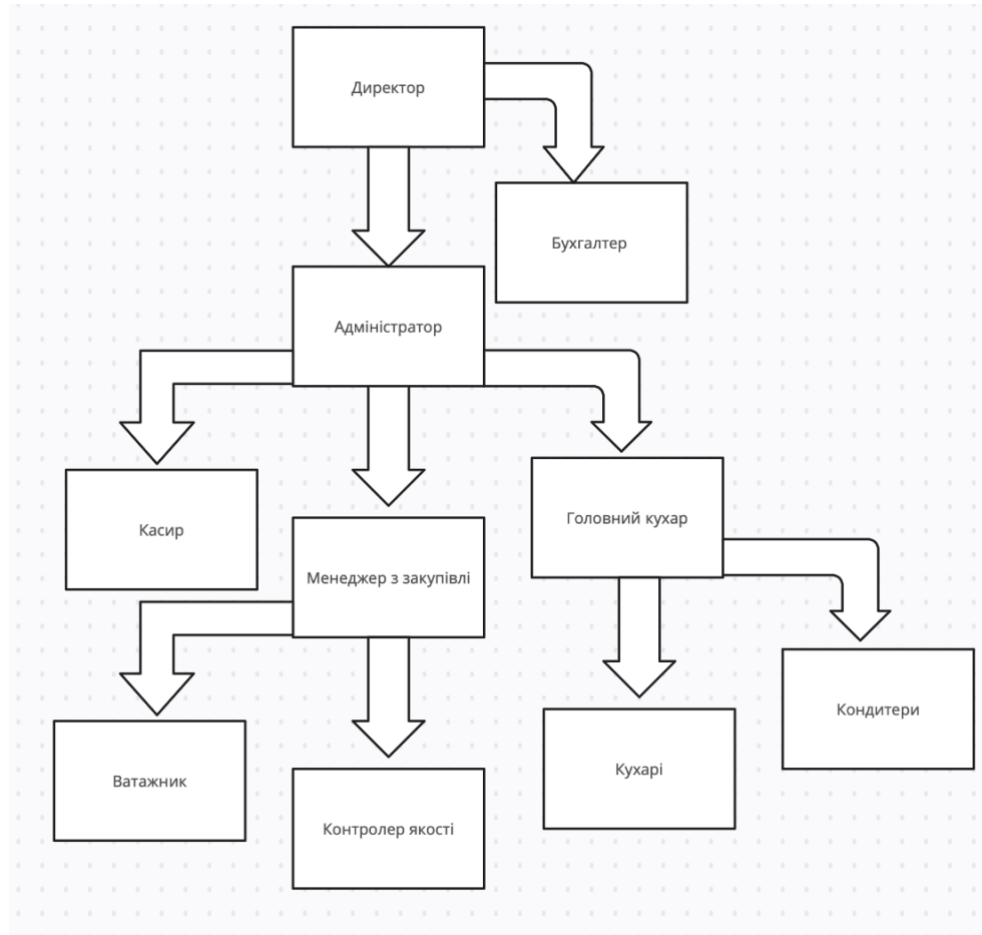 Директор
Бухгалтер
Адміністратор
Касир
Головний кухар
Менеджер з закупівлі
Кондитери
Ватажник
Кухарі
Контролер якості